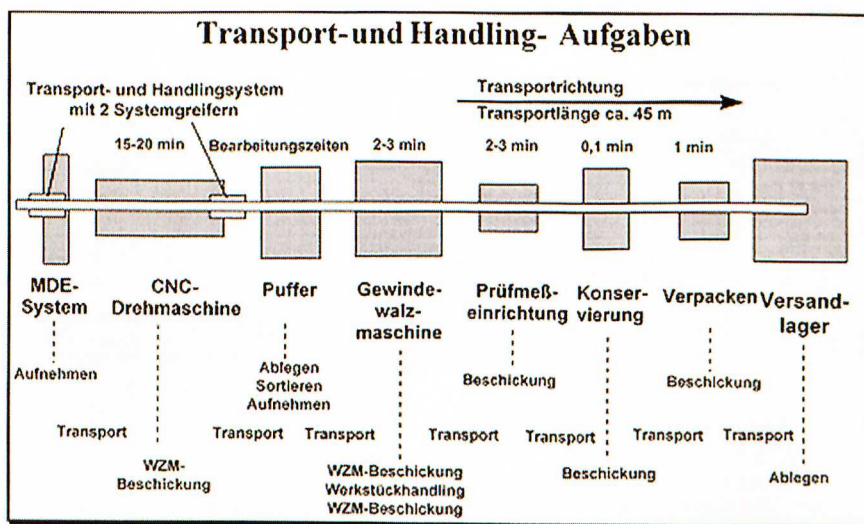 Transport-und Handling- Aufgaben
Transport- und Handlingsystem
mit 2 Systemgreifern
Transportrichtung
Transportlänge ca. 45 m
15-20 min
Bearbeitungszeiten
2-3 min
2-3 min
0,1 min
1 min
MDE-
System
CNC-
Drehmaschine
Puffer
Gewinde-
walz-
maschine
Prüfmeß-
einrichtung
Konser-
vierung
Verpacken
Versand-
lager
Aufnehmen
Ablegen
Sortieren
Aufnehmen
Beschickung
Beschickung
Transport
Transport
Transport
Transport
Transport
Transport
Transport
WZM-
Beschickung
WZM-Beschickung
Werkstückhandling
WZM-Beschickung
Beschickung
Ablegen